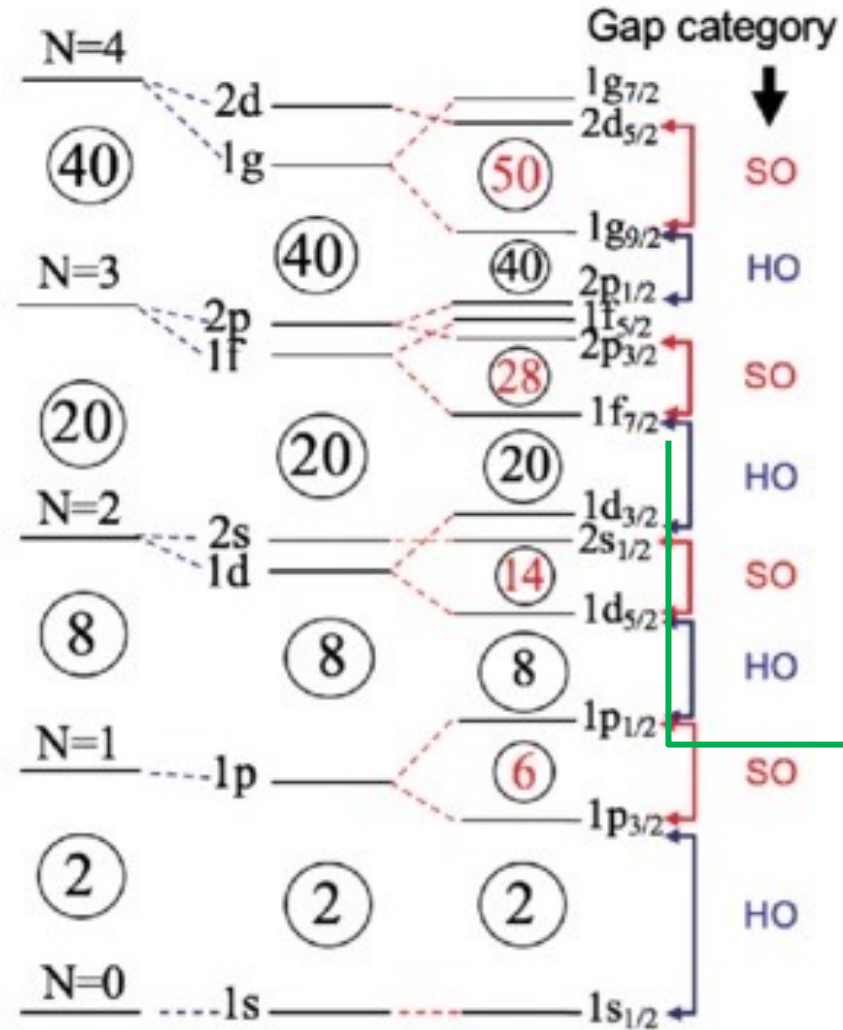 Gap category
N=4
2d
1g7/2
2d5/2
40
1g
50
SO
1g9/2
40
40
HO
N=3
2p1/2
2p
1f5/2
1f
2p3/2
28
SO
1f7/2
20
20
20
HO
N=2
1d3/2
2s
2s1/2
1d
14
SO
1d5/2
8
8
8
HO
N=1
1p1/2
1p
6
SO
1p3/2
2
2
2
HO
N=0
1s
1s1/2